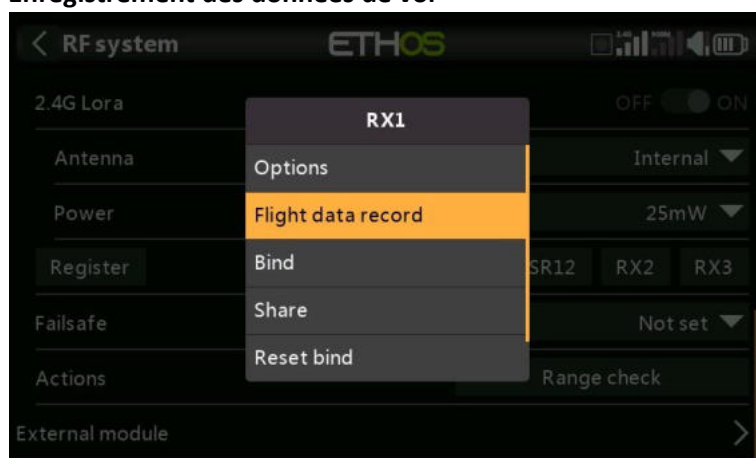 Enregistrement des données de vol
RF system ETHOS
2.4G Lora OFF ON
RX1
Antenna Internal
Options
Power 25mW
Flight data record
Register SR12 RX2 RX3
Bind
Failsafe Not set
Share
Actions Range check
Reset bind
External module